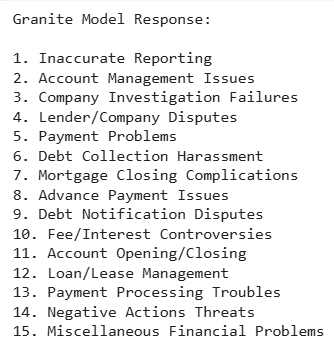 Granite Model Response:
1. Inaccurate Reporting
2. Account Management Issues
3. Company Investigation Failures
4. Lender/Company Disputes
5. Payment Problems
6. Debt Collection Harassment
7. Mortgage Closing Complications
8. Advance Payment Issues
9. Debt Notification Disputes
10. Fee/Interest Controversies
11. Account Opening/Closing
12. Loan/Lease Management
13. Payment Processing Troubles
14. Negative Actions Threats
15. Miscellaneous Financial Problems